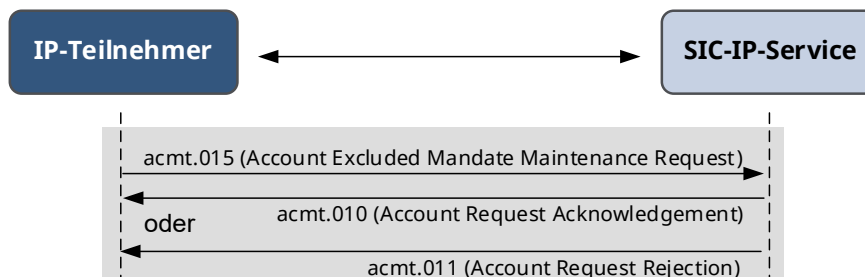 IP-Teilnehmer
SIC-IP-Service
acmt.015 (Account Excluded Mandate Maintenance Request)
acmt.010 (Account Request Acknowledgement)
oder
acmt.011 (Account Request Rejection)